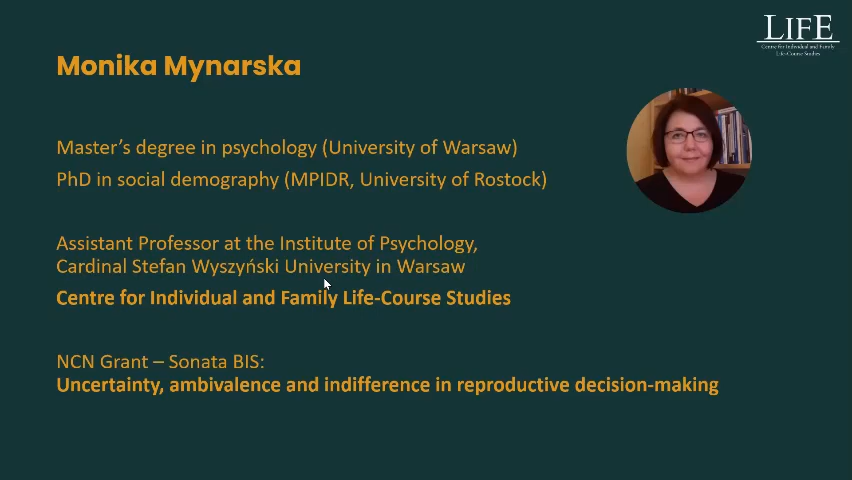 LIFE
Centre for Individual and Family
Life-Course Studies
Monika Mynarska
Master's degree in psychology (University of Warsaw)
PhD in social demography (MPIDR, University of Rostock)
Assistant Professor at the Institute of Psychology,
Cardinal Stefan Wyszyński University in Warsaw
Centre for Individual and Family Life-Course Studies
NCN Grant – Sonata BIS:
Uncertainty, ambivalence and indifference in reproductive decision-making